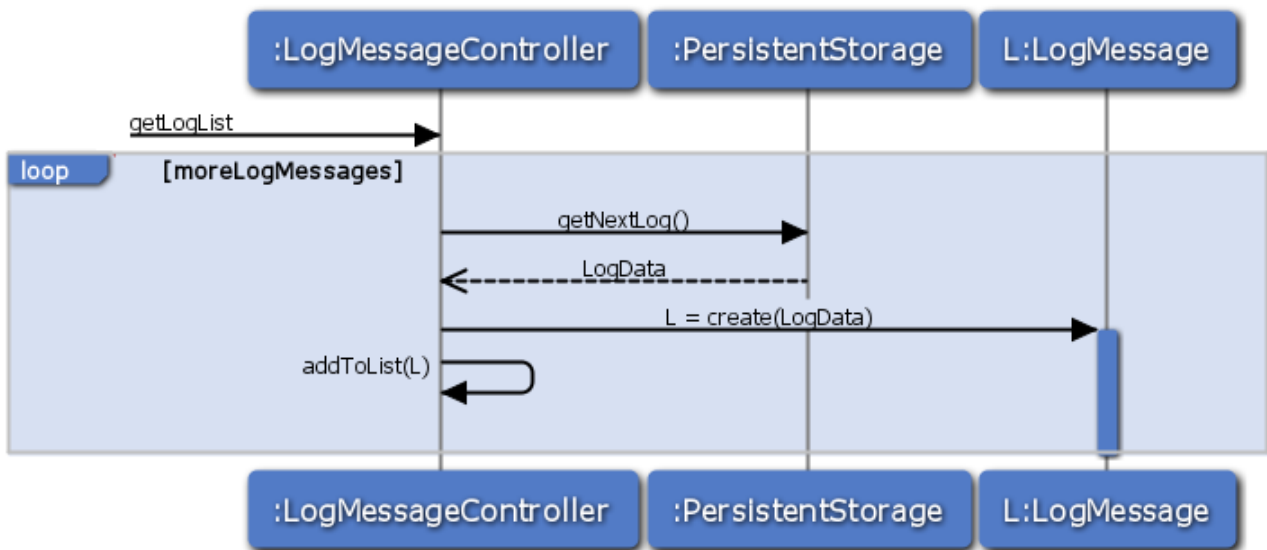 :LogMessageController :PersistentStorage L:LogMessage
getLogList
loop [moreLogMessages]
getNextLog()
LogData
L = create(LogData)
addToList(L)
:LogMessageController :PersistentStorage L:LogMessage